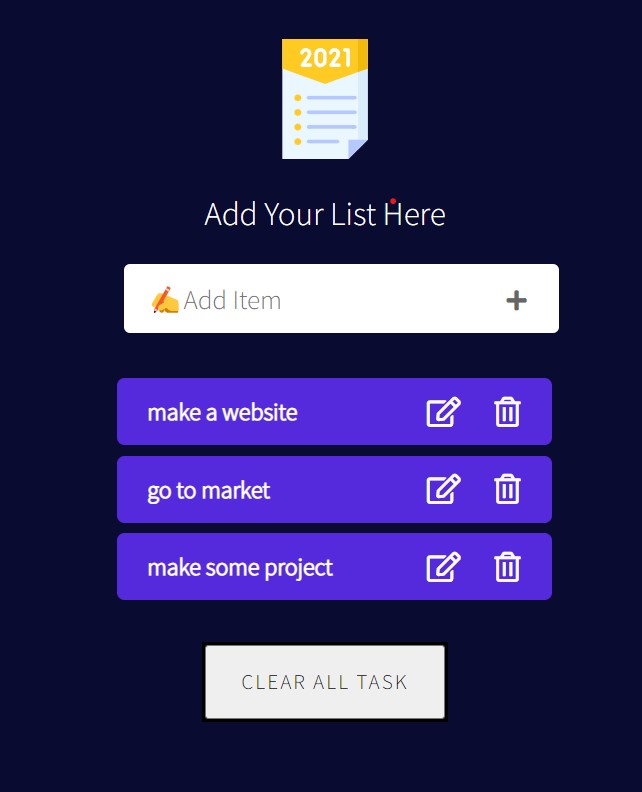 2021
Add Your List Here
✍️Add Item
make a website
go to market
make some project
CLEAR ALL TASK